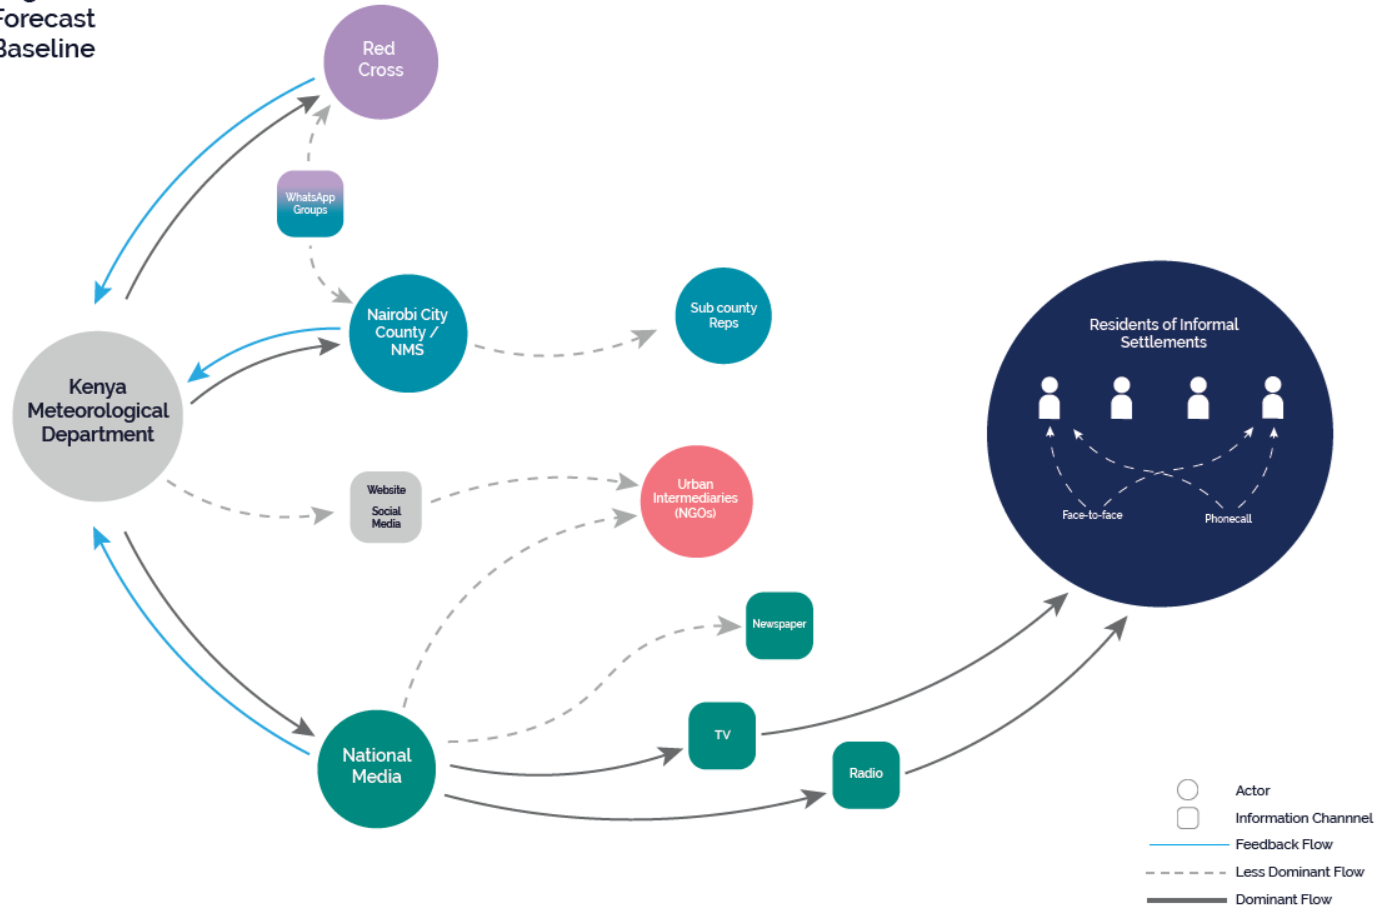 Forecast
Baseline
Red
Cross
WhatsApp
Groups
Nairobi City
County /
NMS
Sub county
Reps
Residents of Informal
Settlements
Kenya
Meteorological
Department
Website
Social
Media
Urban
Intermediaries
(NGOs)
Face-to-face
Phonecall
Newspaper
TV
Radio
National
Media
Actor
Information Channnel
Feedback Flow
Less Dominant Flow
Dominant Flow